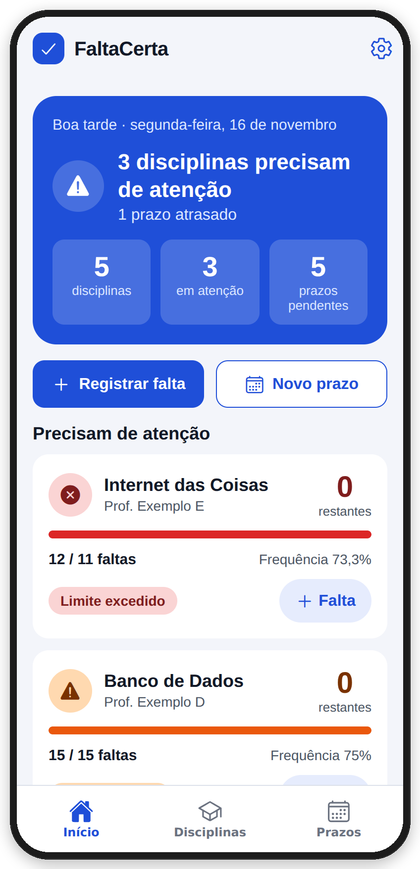 FaltaCerta
Boa tarde · segunda-feira, 16 de novembro
3 disciplinas precisam
de atenção
1 prazo atrasado
5
disciplinas
3
em atenção
5
prazos
pendentes
+ Registrar falta
Novo prazo
Precisam de atenção
Internet das Coisas
Prof. Exemplo E
0
restantes
12 / 11 faltas
Frequência 73,3%
Limite excedido
+ Falta
Banco de Dados
Prof. Exemplo D
0
restantes
15 / 15 faltas
Frequência 75%
Início
Disciplinas
Prazos